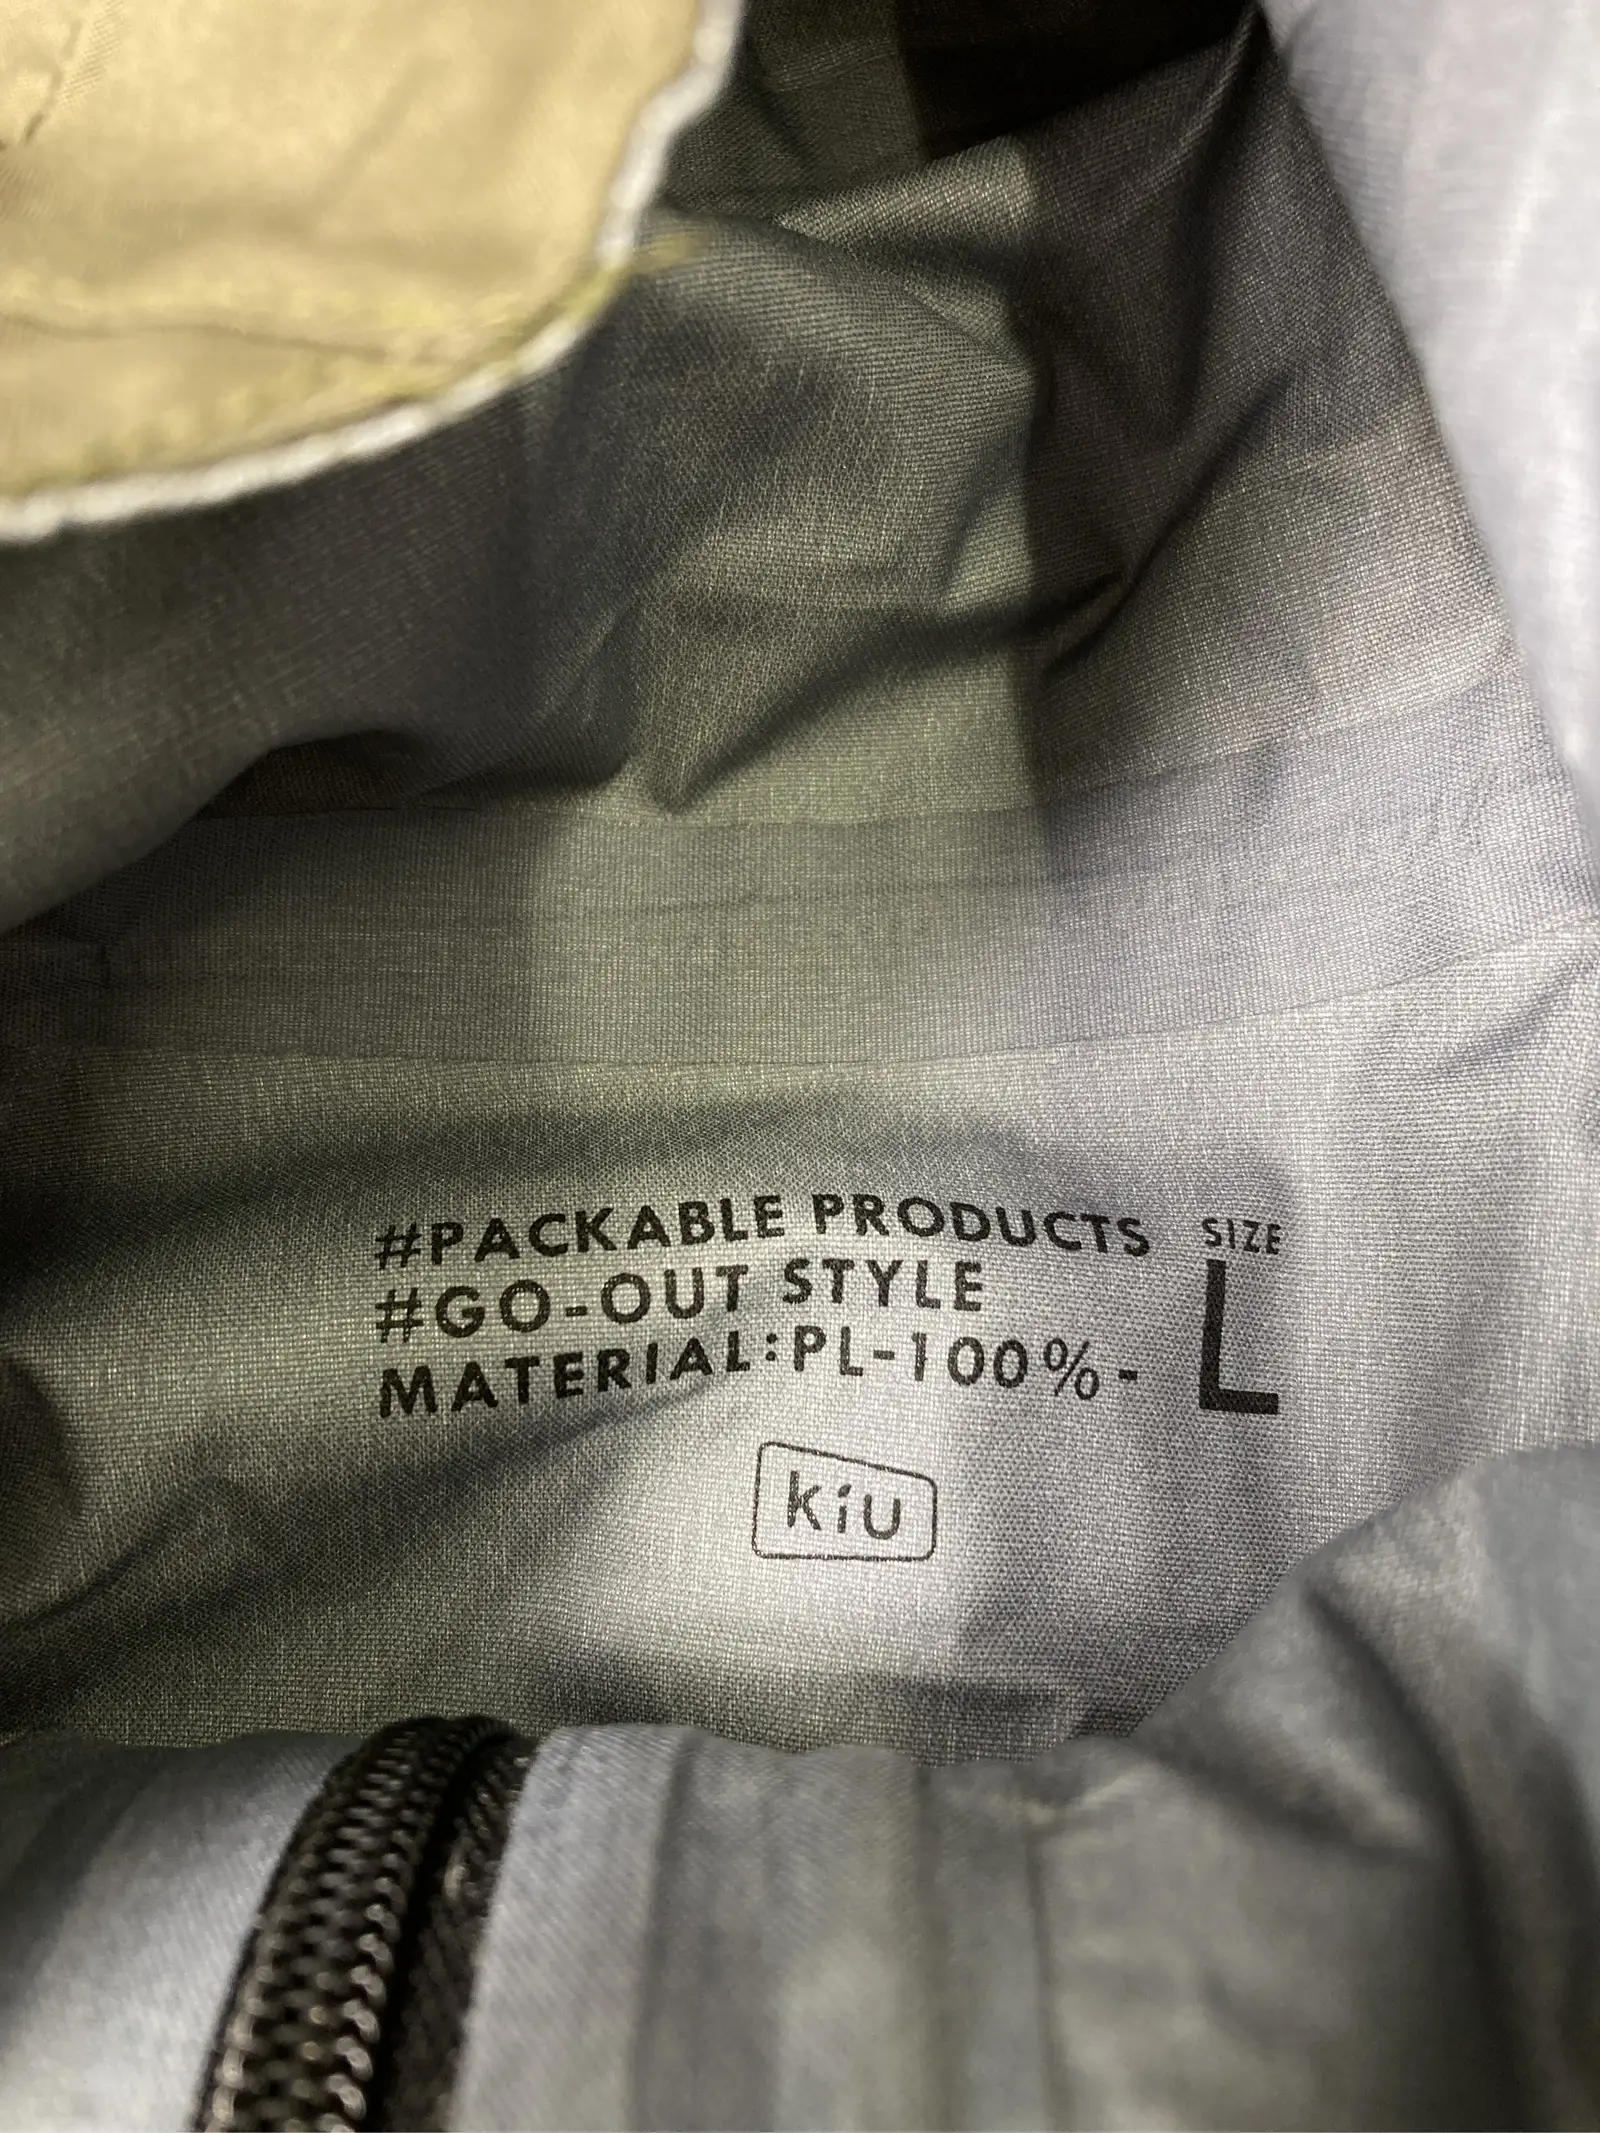 #PACKABLE PRODUCTS
#GO-OUT STYLE
MATERIAL:PL-100%-
SIZE
L
kiu